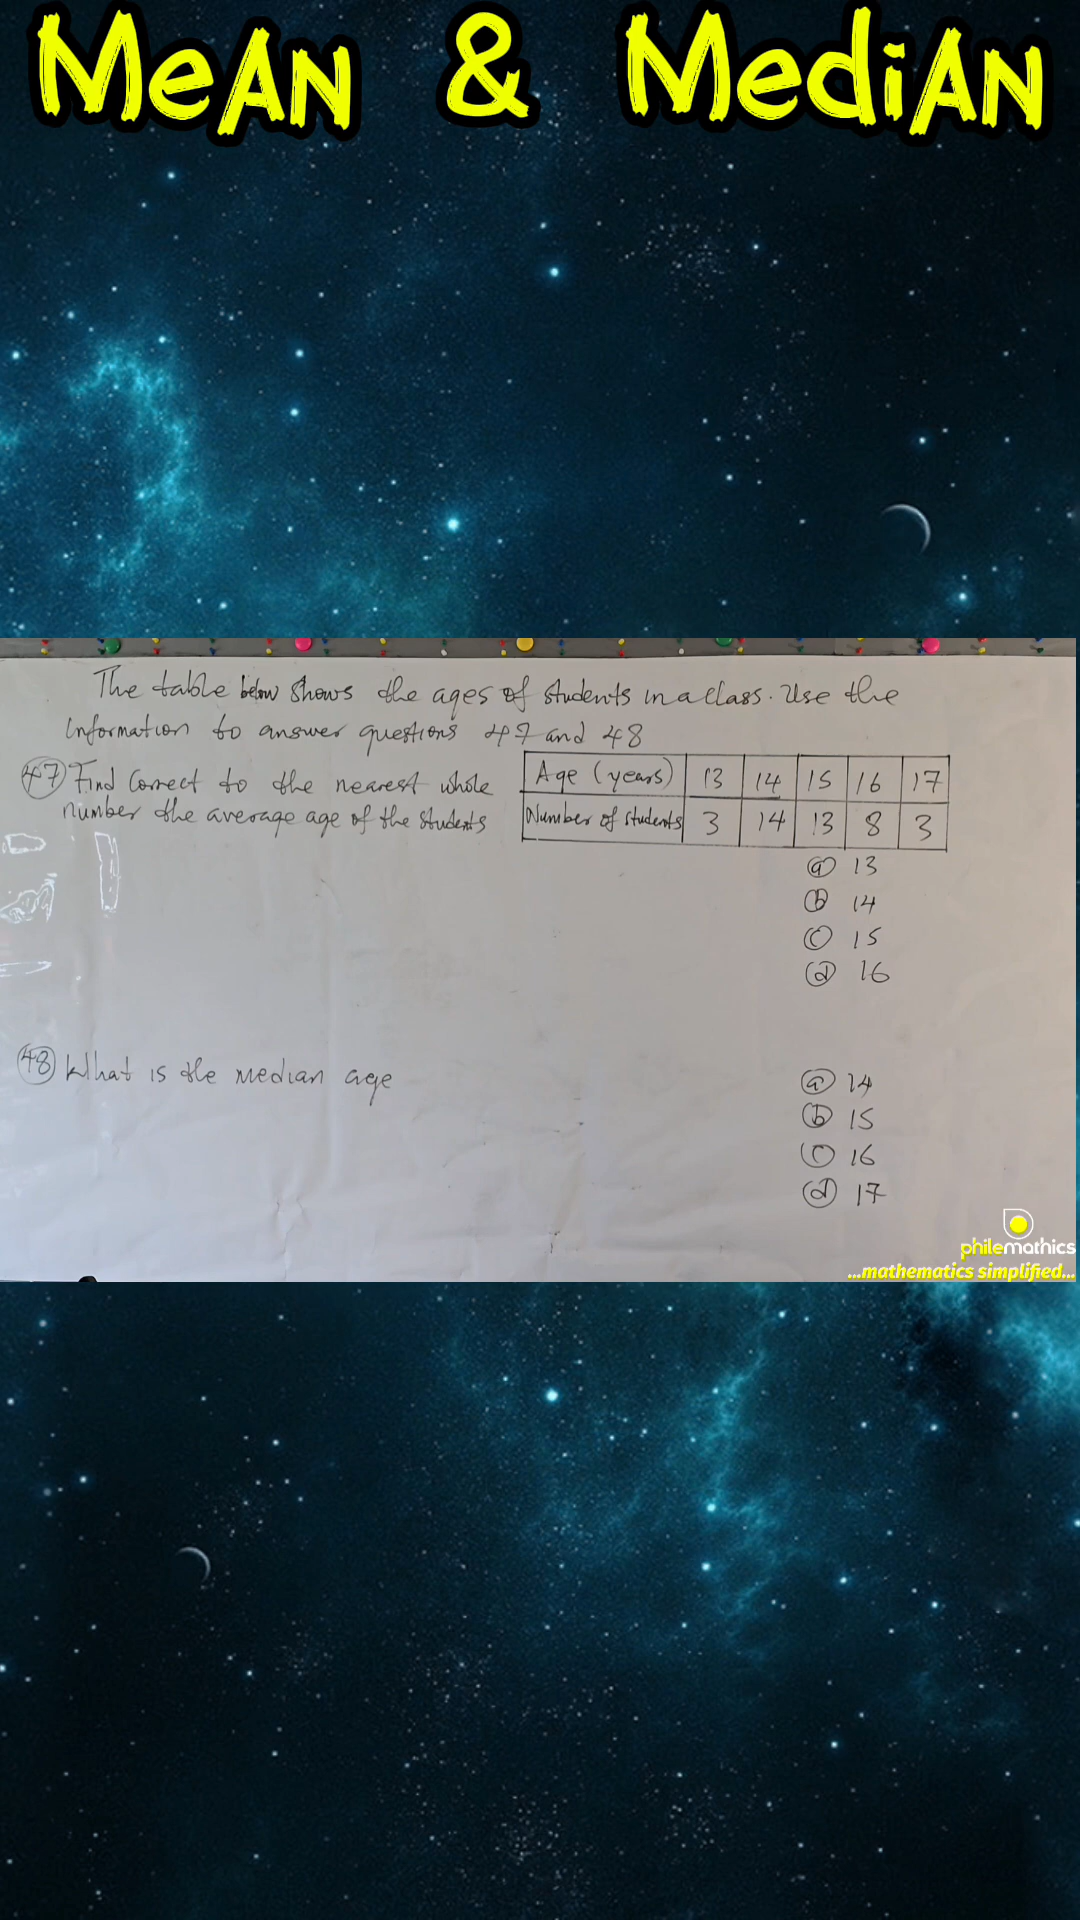 MeAN & MediAN
The table below shows the ages of students in a class. Use the
Information to answer questions 47 and 48
47 Find Correct to the nearest whole
number the average age of the students
Age (years) 13 14 15 16 17
Number of students 3 14 13 8 3
(a) 13
(b) 14
(c) 15
(d) 16
48 What is the median age
(a) 14
(b) 15
(c) 16
(d) 17
philemathics
...mathematics simplified...